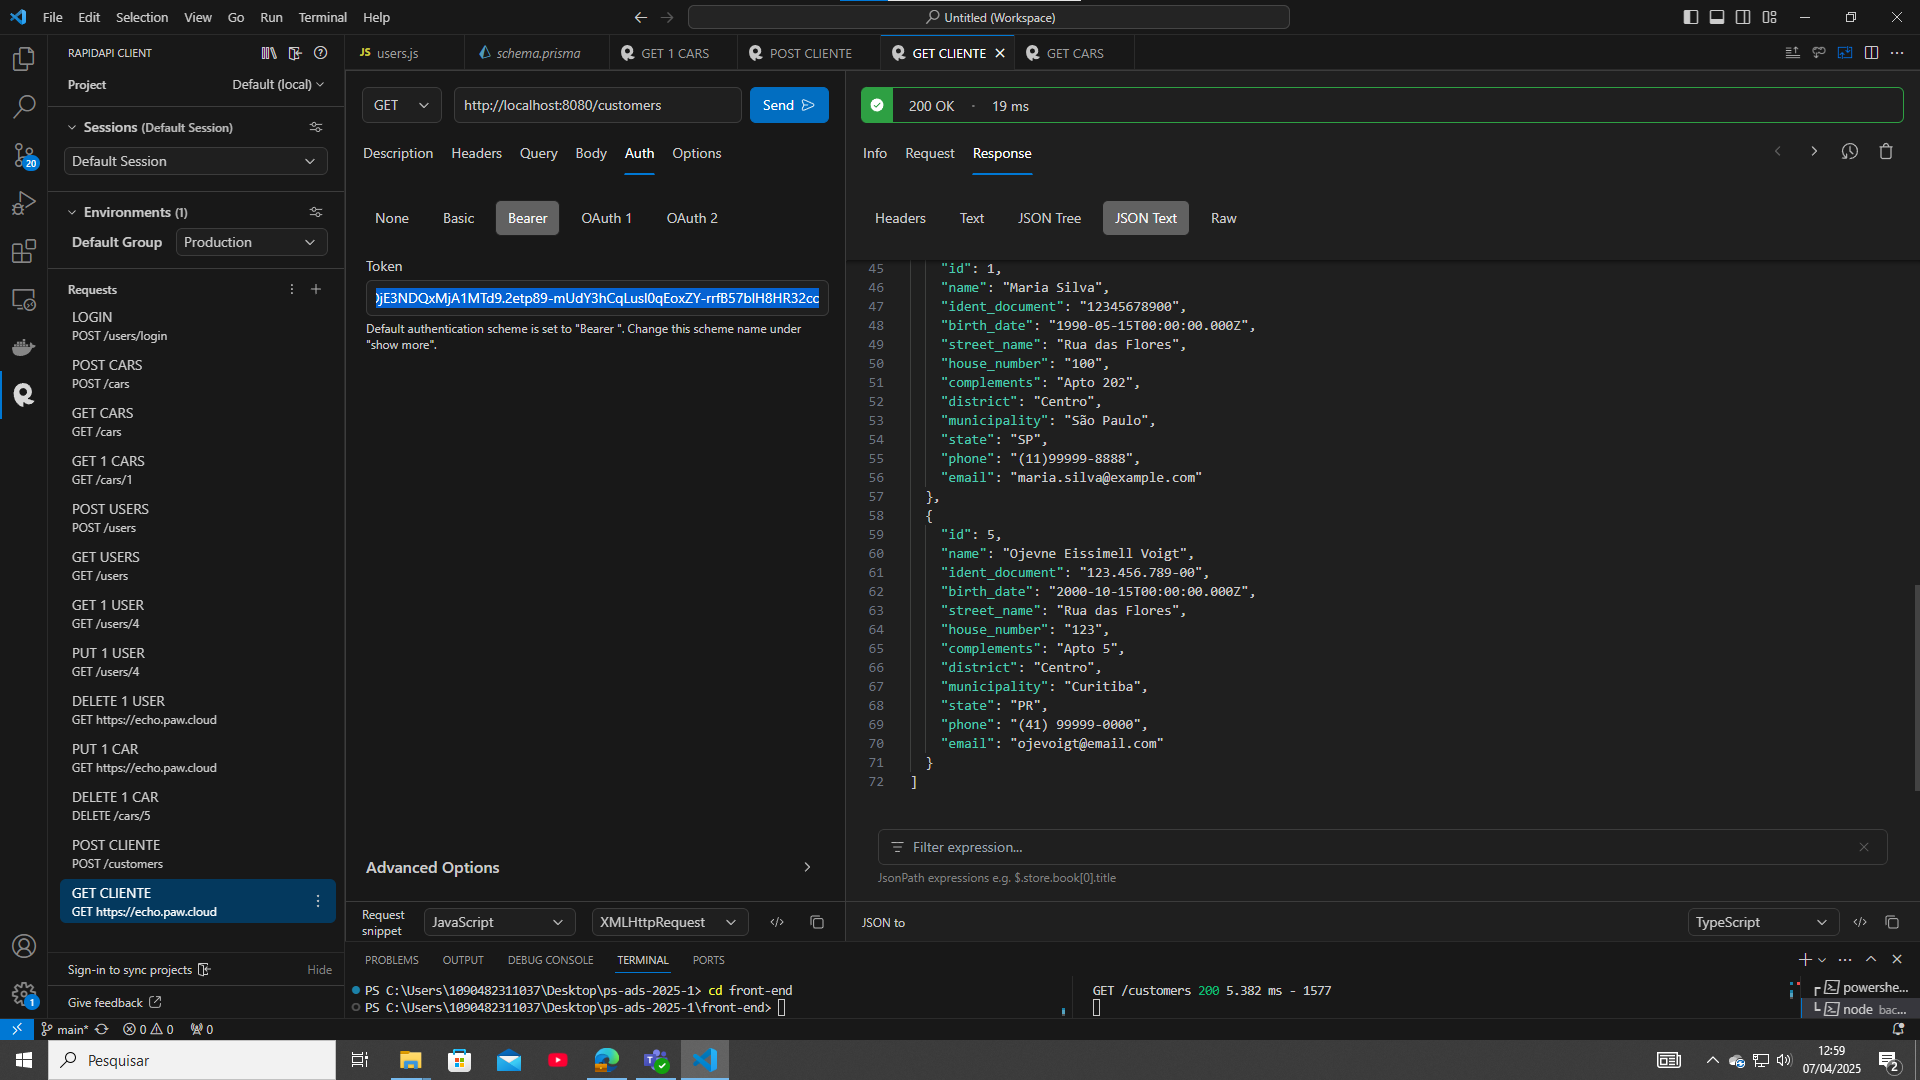 File Edit Selection View Go Run Terminal Help
Untitled (Workspace)
RAPIDAPI CLIENT
Project
Default (local)
Sessions (Default Session)
Default Session
Environments (1)
Default Group
Production
Requests
LOGIN
POST /users/login
POST CARS
POST /cars
GET CARS
GET /cars
GET 1 CARS
GET /cars/1
POST USERS
POST /users
GET USERS
GET /users
GET 1 USER
GET /users/4
PUT 1 USER
GET /users/4
DELETE 1 USER
GET https://echo.paw.cloud
PUT 1 CAR
GET https://echo.paw.cloud
DELETE 1 CAR
DELETE /cars/5
POST CLIENTE
POST /customers
GET CLIENTE
GET https://echo.paw.cloud
Sign-in to sync projects
Hide
Give feedback
20
1
JS users.js
schema.prisma
GET 1 CARS
POST CLIENTE
GET CLIENTE
GET CARS
GET
http://localhost:8080/customers
Send
Description Headers Query Body Auth Options
None Basic Bearer OAuth 1 OAuth 2
Token
Default authentication scheme is set to "Bearer ". Change this scheme name under
"show more".
Advanced Options
Request
snippet
JavaScript
XMLHttpRequest
200 OK · 19 ms
Info Request Response
Headers Text JSON Tree JSON Text Raw
45 "id": 1,
46 "name": "Maria Silva",
47 "ident_document": "12345678900",
48 "birth_date": "1990-05-15T00:00:00.000Z",
49 "street_name": "Rua das Flores",
50 "house_number": "100",
51 "complements": "Apto 202",
52 "district": "Centro",
53 "municipality": "São Paulo",
54 "state": "SP",
55 "phone": "(11)99999-8888",
56 "email": "maria.silva@example.com"
57 },
58 {
59 "id": 5,
60 "name": "Ojevne Eissimell Voigt",
61 "ident_document": "123.456.789-00",
62 "birth_date": "2000-10-15T00:00:00.000Z",
63 "street_name": "Rua das Flores",
64 "house_number": "123",
65 "complements": "Apto 5",
66 "district": "Centro",
67 "municipality": "Curitiba",
68 "state": "PR",
69 "phone": "(41) 99999-0000",
70 "email": "ojevoigt@email.com"
71 }
72 ]
Filter expression...
JsonPath expressions e.g. $.store.book[0].title
JSON to
TypeScript
PROBLEMS OUTPUT DEBUG CONSOLE TERMINAL PORTS
PS C:\Users\1090482311037\Desktop\ps-ads-2025-1> cd front-end
PS C:\Users\1090482311037\Desktop\ps-ads-2025-1\front-end>
GET /customers 200 5.382 ms - 1577
powershe...
node bac...
main* 0 0 0
Pesquisar
12:59
07/04/2025
2